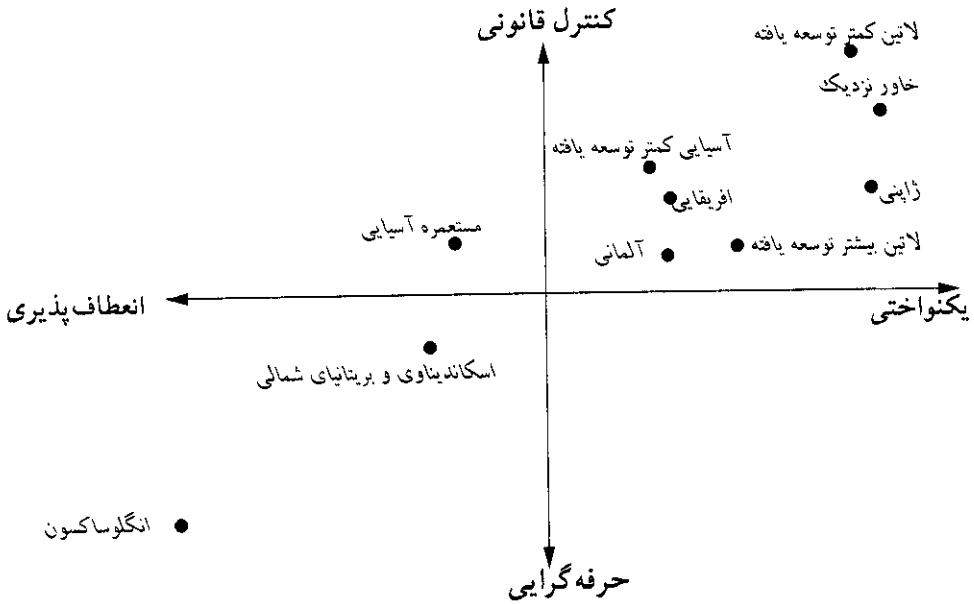 کنترل قانونی
لاتین کمتر توسعه یافته
خاور نزدیک
آسیایی کمتر توسعه یافته
ژاپنی
افریقایی
مستعمره آسیایی
لاتین بیشتر توسعه یافته
آلمانی
یکنواختی
انعطاف‌پذیری
اسکاندیناوی و بریتانیای شمالی
انگلوساکسون
حرفه‌گرایی